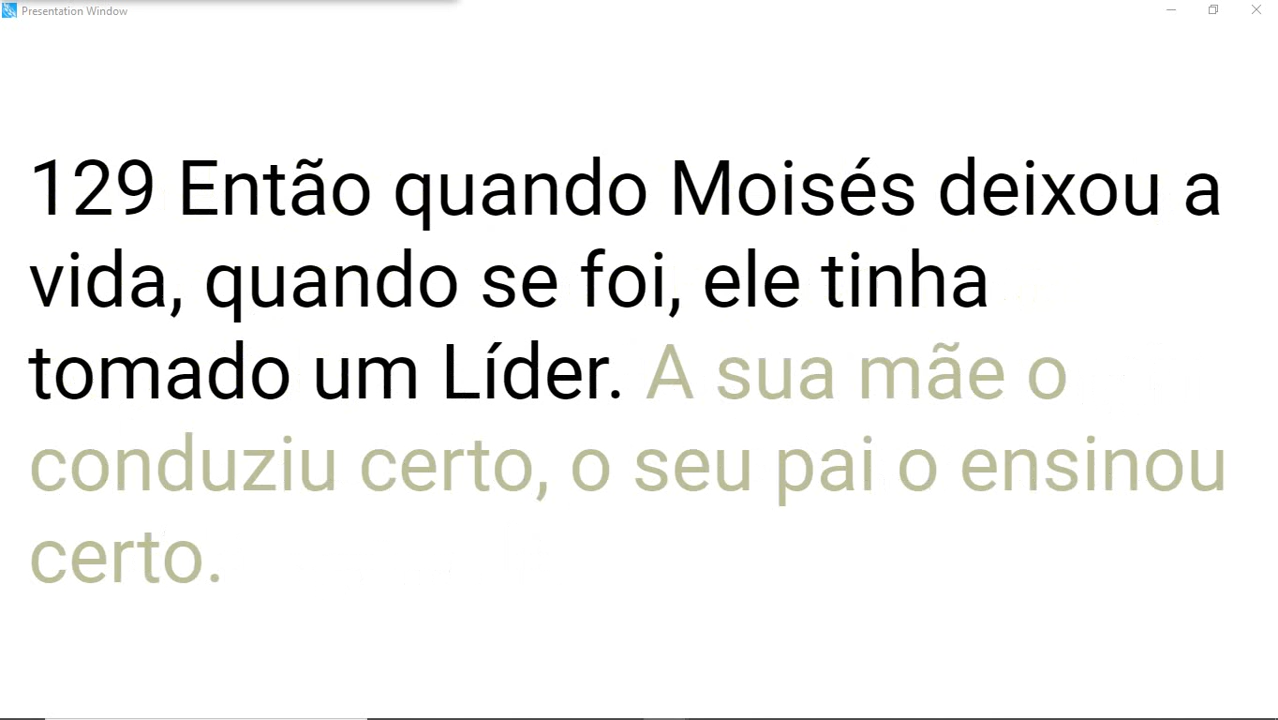 Presentation Window
129 Então quando Moisés deixou a
vida, quando se foi, ele tinha
tomado um Líder. A sua mãe o
conduziu certo, o seu pai o ensinou
certo.